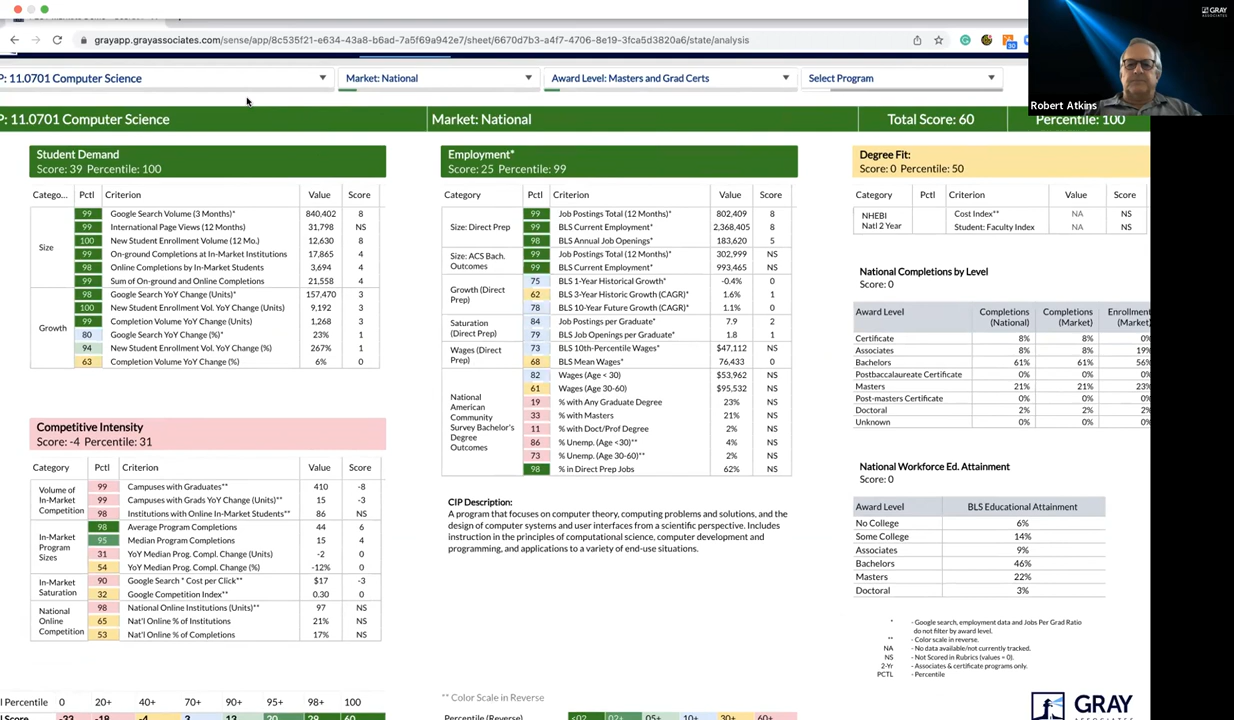 grayapp.grayassociates.com/sense/app/8c535f21-e634-43a8-b6ad-7a5f69a942e7/sheet/6670d7b3-a4f7-4706-8e19-3fca5d3820a6/state/analysis
30
GRAY
Robert Atkins
P: 11.0701 Computer Science Market: National Award Level: Masters and Grad Certs Select Program
P: 11.0701 Computer Science Market: National Total Score: 60 Percentile: 100
Student Demand
Score: 39 Percentile: 100
Catego... Pctl Criterion Value Score
Size
99 Google Search Volume (3 Months)* 840,402 8
99 International Page Views (12 Months) 31,798 NS
100 New Student Enrollment Volume (12 Mo.) 12,630 8
99 On-ground Completions at In-Market Institutions 17,865 4
98 Online Completions by In-Market Students 3,694 4
99 Sum of On-ground and Online Completions 21,558 4
Growth
98 Google Search YoY Change (Units)* 157,470 3
100 New Student Enrollment Vol. YoY Change (Units) 9,192 3
99 Completion Volume YoY Change (Units) 1,268 3
80 Google Search YoY Change (%)* 23% 1
94 New Student Enrollment Vol. YoY Change (%) 267% 1
63 Completion Volume YoY Change (%) 6% 0
Competitive Intensity
Score: -4 Percentile: 31
Category Pctl Criterion Value Score
Volume of
In-Market
Competition
99 Campuses with Graduates** 410 -8
99 Campuses with Grads YoY Change (Units)** 15 -3
98 Institutions with Online In-Market Students** 86 NS
In-Market
Program
Sizes
98 Average Program Completions 44 6
95 Median Program Completions 15 4
31 YoY Median Prog. Compl. Change (Units) -2 0
54 YoY Median Prog. Compl. Change (%) -12% 0
In-Market
Saturation
90 Google Search * Cost per Click** $17 -3
32 Google Competition Index** 0.30 0
National
Online
Competition
98 National Online Institutions (Units)** 97 NS
65 Nat'l Online % of Institutions 21% NS
53 Nat'l Online % of Completions 17% NS
l Percentile 0 20+ 40+ 70+ 90+ 95+ 98+ 100
l Score -33 -18 -4 3 13 20 29 60
Employment*
Score: 25 Percentile: 99
Category Pctl Criterion Value Score
Size: Direct Prep
99 Job Postings Total (12 Months)* 802,409 8
99 BLS Current Employment* 2,368,405 8
98 BLS Annual Job Openings* 183,620 5
Size: ACS Bach.
Outcomes
99 Job Postings Total (12 Months)* 302,999 NS
99 BLS Current Employment* 993,465 NS
Growth (Direct
Prep)
75 BLS 1-Year Historical Growth* -0.4% 0
62 BLS 3-Year Historic Growth (CAGR)* 1.6% 1
78 BLS 10-Year Future Growth (CAGR)* 1.1% 0
Saturation
(Direct Prep)
84 Job Postings per Graduate* 7.9 2
79 BLS Job Openings per Graduate* 1.8 1
Wages (Direct
Prep)
73 BLS 10th-Percentile Wages* $47,112 NS
68 BLS Mean Wages* 76,433 0
National
American
Community
Survey Bachelor's
Degree
Outcomes
82 Wages (Age < 30) $53,962 NS
61 Wages (Age 30-60) $95,532 NS
19 % with Any Graduate Degree 23% NS
33 % with Masters 21% NS
11 % with Doct/Prof Degree 2% NS
86 % Unemp. (Age <30)** 4% NS
73 % Unemp. (Age 30-60)** 2% NS
98 % in Direct Prep Jobs 62% NS
CIP Description:
A program that focuses on computer theory, computing problems and solutions, and the
design of computer systems and user interfaces from a scientific perspective. Includes
instruction in the principles of computational science, computer development and
programming, and applications to a variety of end-use situations.
** Color Scale in Reverse
Percentile (Reverse) <02 02+ 05+ 10+ 30+ 60+
Degree Fit:
Score: 0 Percentile: 50
Category Pctl Criterion Value Score
NHEBI
Natl 2 Year
Cost Index** NA NS
Student: Faculty Index NA NS
National Completions by Level
Score: 0
Award Level Completions (National) Completions (Market) Enrollment (Market)
Certificate 8% 8% 0%
Associates 8% 8% 19%
Bachelors 61% 61% 56%
Postbaccalaureate Certificate 0% 0% 0%
Masters 21% 21% 23%
Post-masters Certificate 0% 0% 0%
Doctoral 2% 2% 2%
Unknown 0% 0% 0%
National Workforce Ed. Attainment
Score: 0
Award Level BLS Educational Attainment
No College 6%
Some College 14%
Associates 9%
Bachelors 46%
Masters 22%
Doctoral 3%
* - Google search, employment data and Jobs Per Grad Ratio
do not filter by award level.
** - Color scale in reverse.
NA - No data available/not currently tracked.
NS - Not Scored in Rubrics (values = 0).
2-Yr - Associates & certificate programs only.
PCTL - Percentile
GRAY